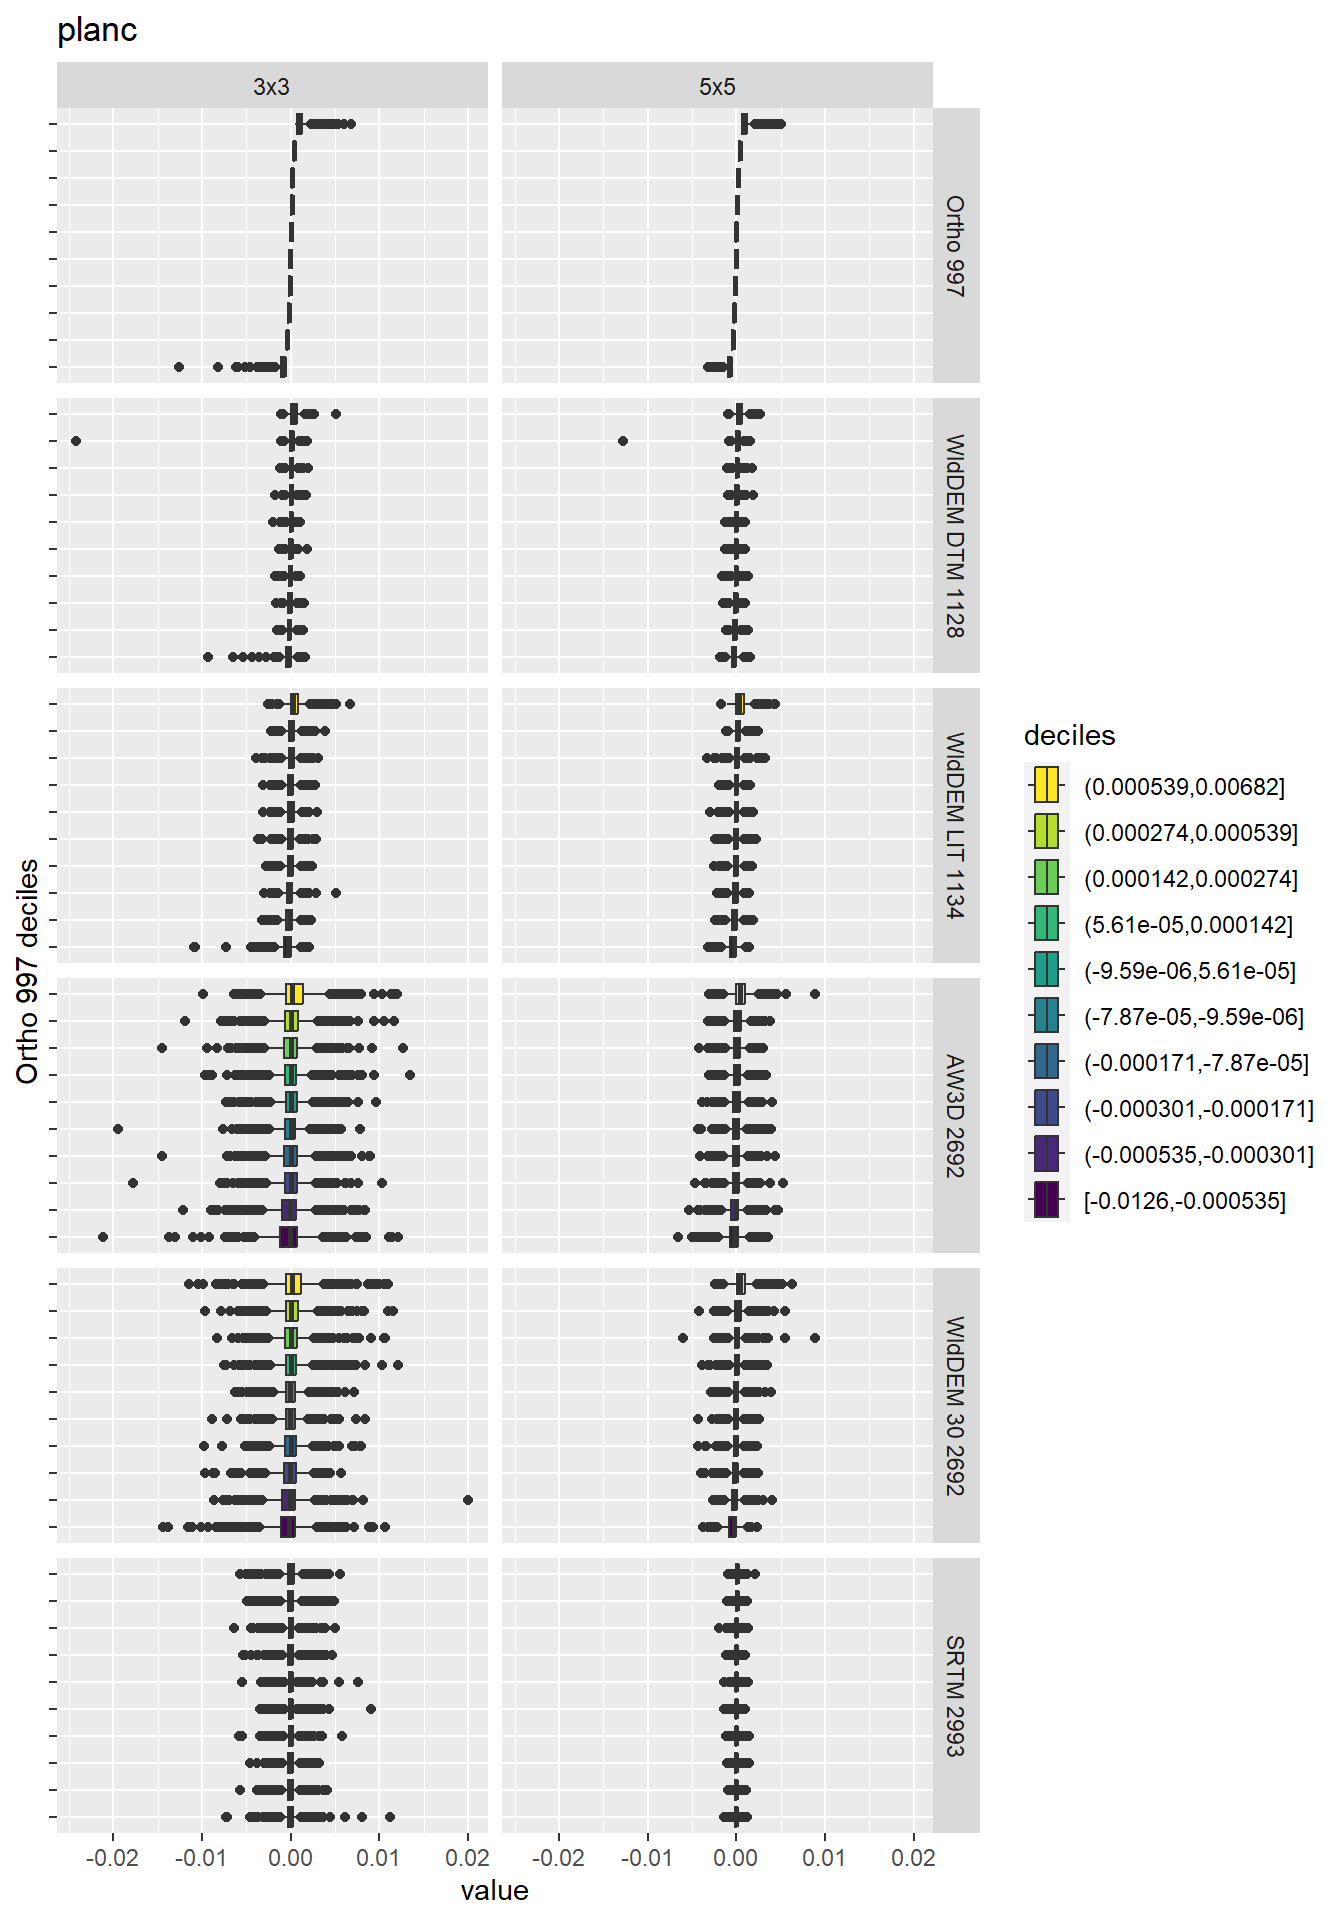 planc
3x3
5x5
Ortho 997
WldDEM DTM 1128
WldDEM LIT 1134
AW3D 2692
WldDEM 30 2692
SRTM 2993
Ortho 997 deciles
-0.02 -0.01 0.00 0.01 0.02
-0.02 -0.01 0.00 0.01 0.02
value
deciles
(0.000539,0.00682]
(0.000274,0.000539]
(0.000142,0.000274]
(5.61e-05,0.000142]
(-9.59e-06,5.61e-05]
(-7.87e-05,-9.59e-06]
(-0.000171,-7.87e-05]
(-0.000301,-0.000171]
(-0.000535,-0.000301]
[-0.0126,-0.000535]